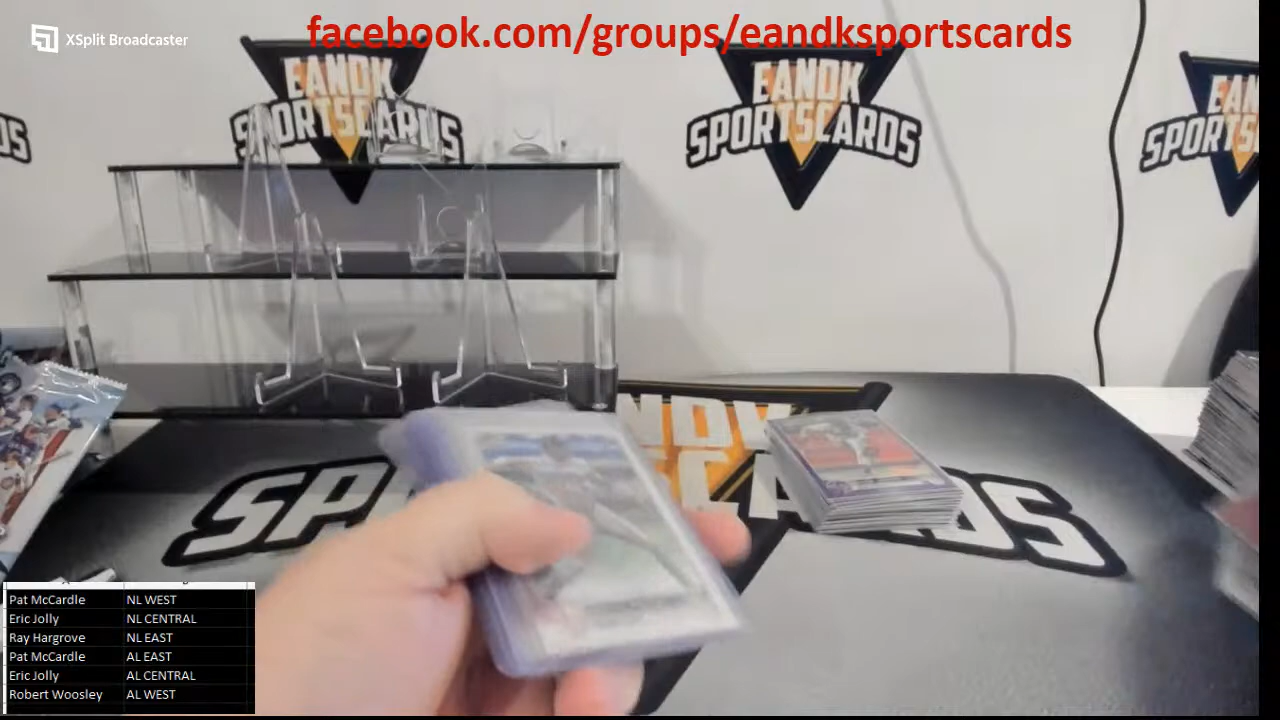 XSplit Broadcaster
facebook.com/groups/eandksportscards
EANDK
SPORTSCARDS
EANDK
SPORTSCARDS
Pat McCardle NL WEST
Eric Jolly NL CENTRAL
Ray Hargrove NL EAST
Pat McCardle AL EAST
Eric Jolly AL CENTRAL
Robert Woosley AL WEST